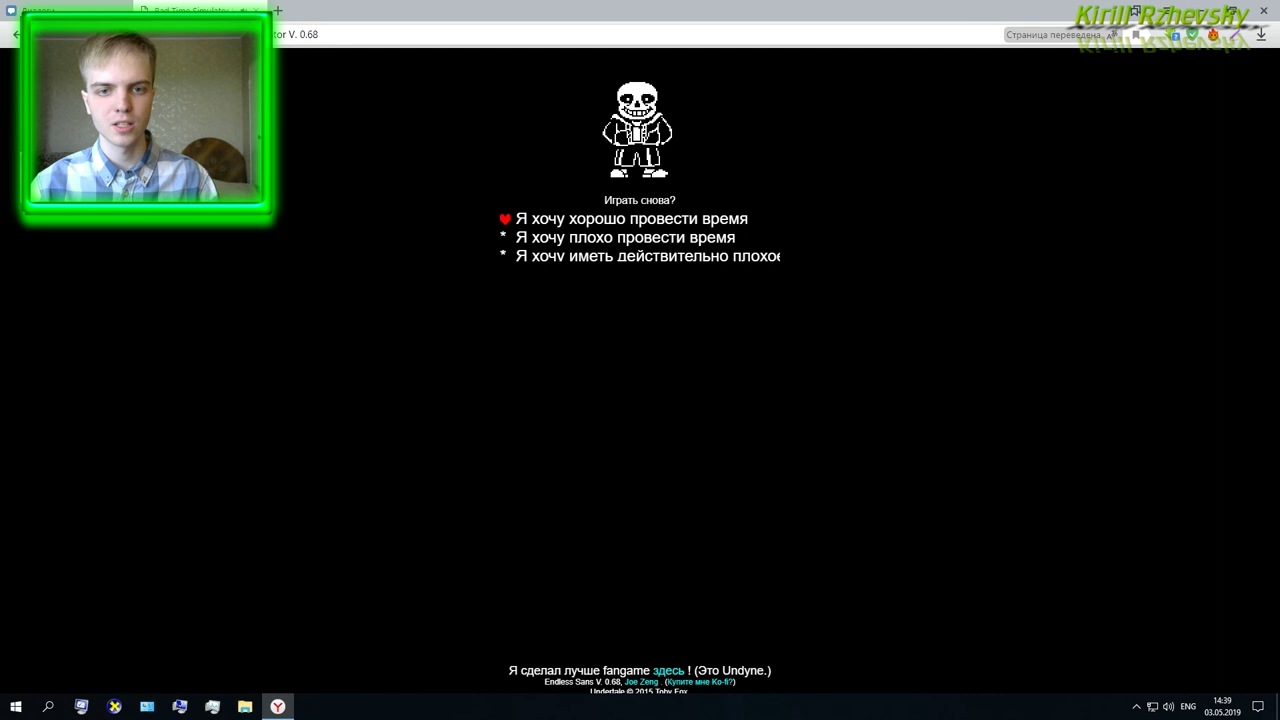 Kirill Rzhevsky
tor V. 0.68
Страница переведена
Играть снова?
Я хочу хорошо провести время
* Я хочу плохо провести время
* Я хочу иметь действительно плохое
Я сделал лучше fangame здесь ! (Это Undyne.)
Endless Sans V. 0.68, Joe Zeng . (Купите мне Ko-fi?)
Undertale © 2015 Toby Fox
ENG
14:39
03.05.2019